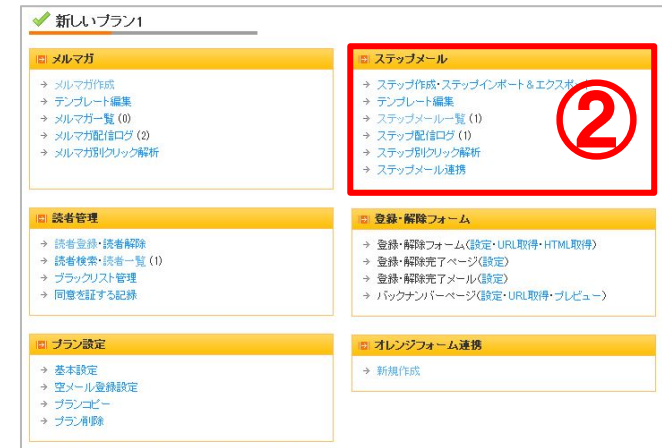 新しいプラン1
メルマガ
メルマガ作成
テンプレート編集
メルマガ一覧 (0)
メルマガ配信ログ (2)
メルマガ別クリック解析
ステップメール
ステップ作成・ステップインポート＆エクスポート
テンプレート編集
ステップメール一覧 (1)
ステップ配信ログ (1)
ステップ別クリック解析
ステップメール連携
②
読者管理
読者登録・読者解除
読者検索・読者一覧 (1)
ブラックリスト管理
同意を証する記録
登録・解除フォーム
登録・解除フォーム(設定・URL取得・HTML取得)
登録・解除完了ページ(設定)
登録・解除完了メール(設定)
バックナンバーページ(設定・URL取得・プレビュー)
プラン設定
基本設定
空メール登録設定
プランコピー
プラン削除
オレンジフォーム連携
新規作成